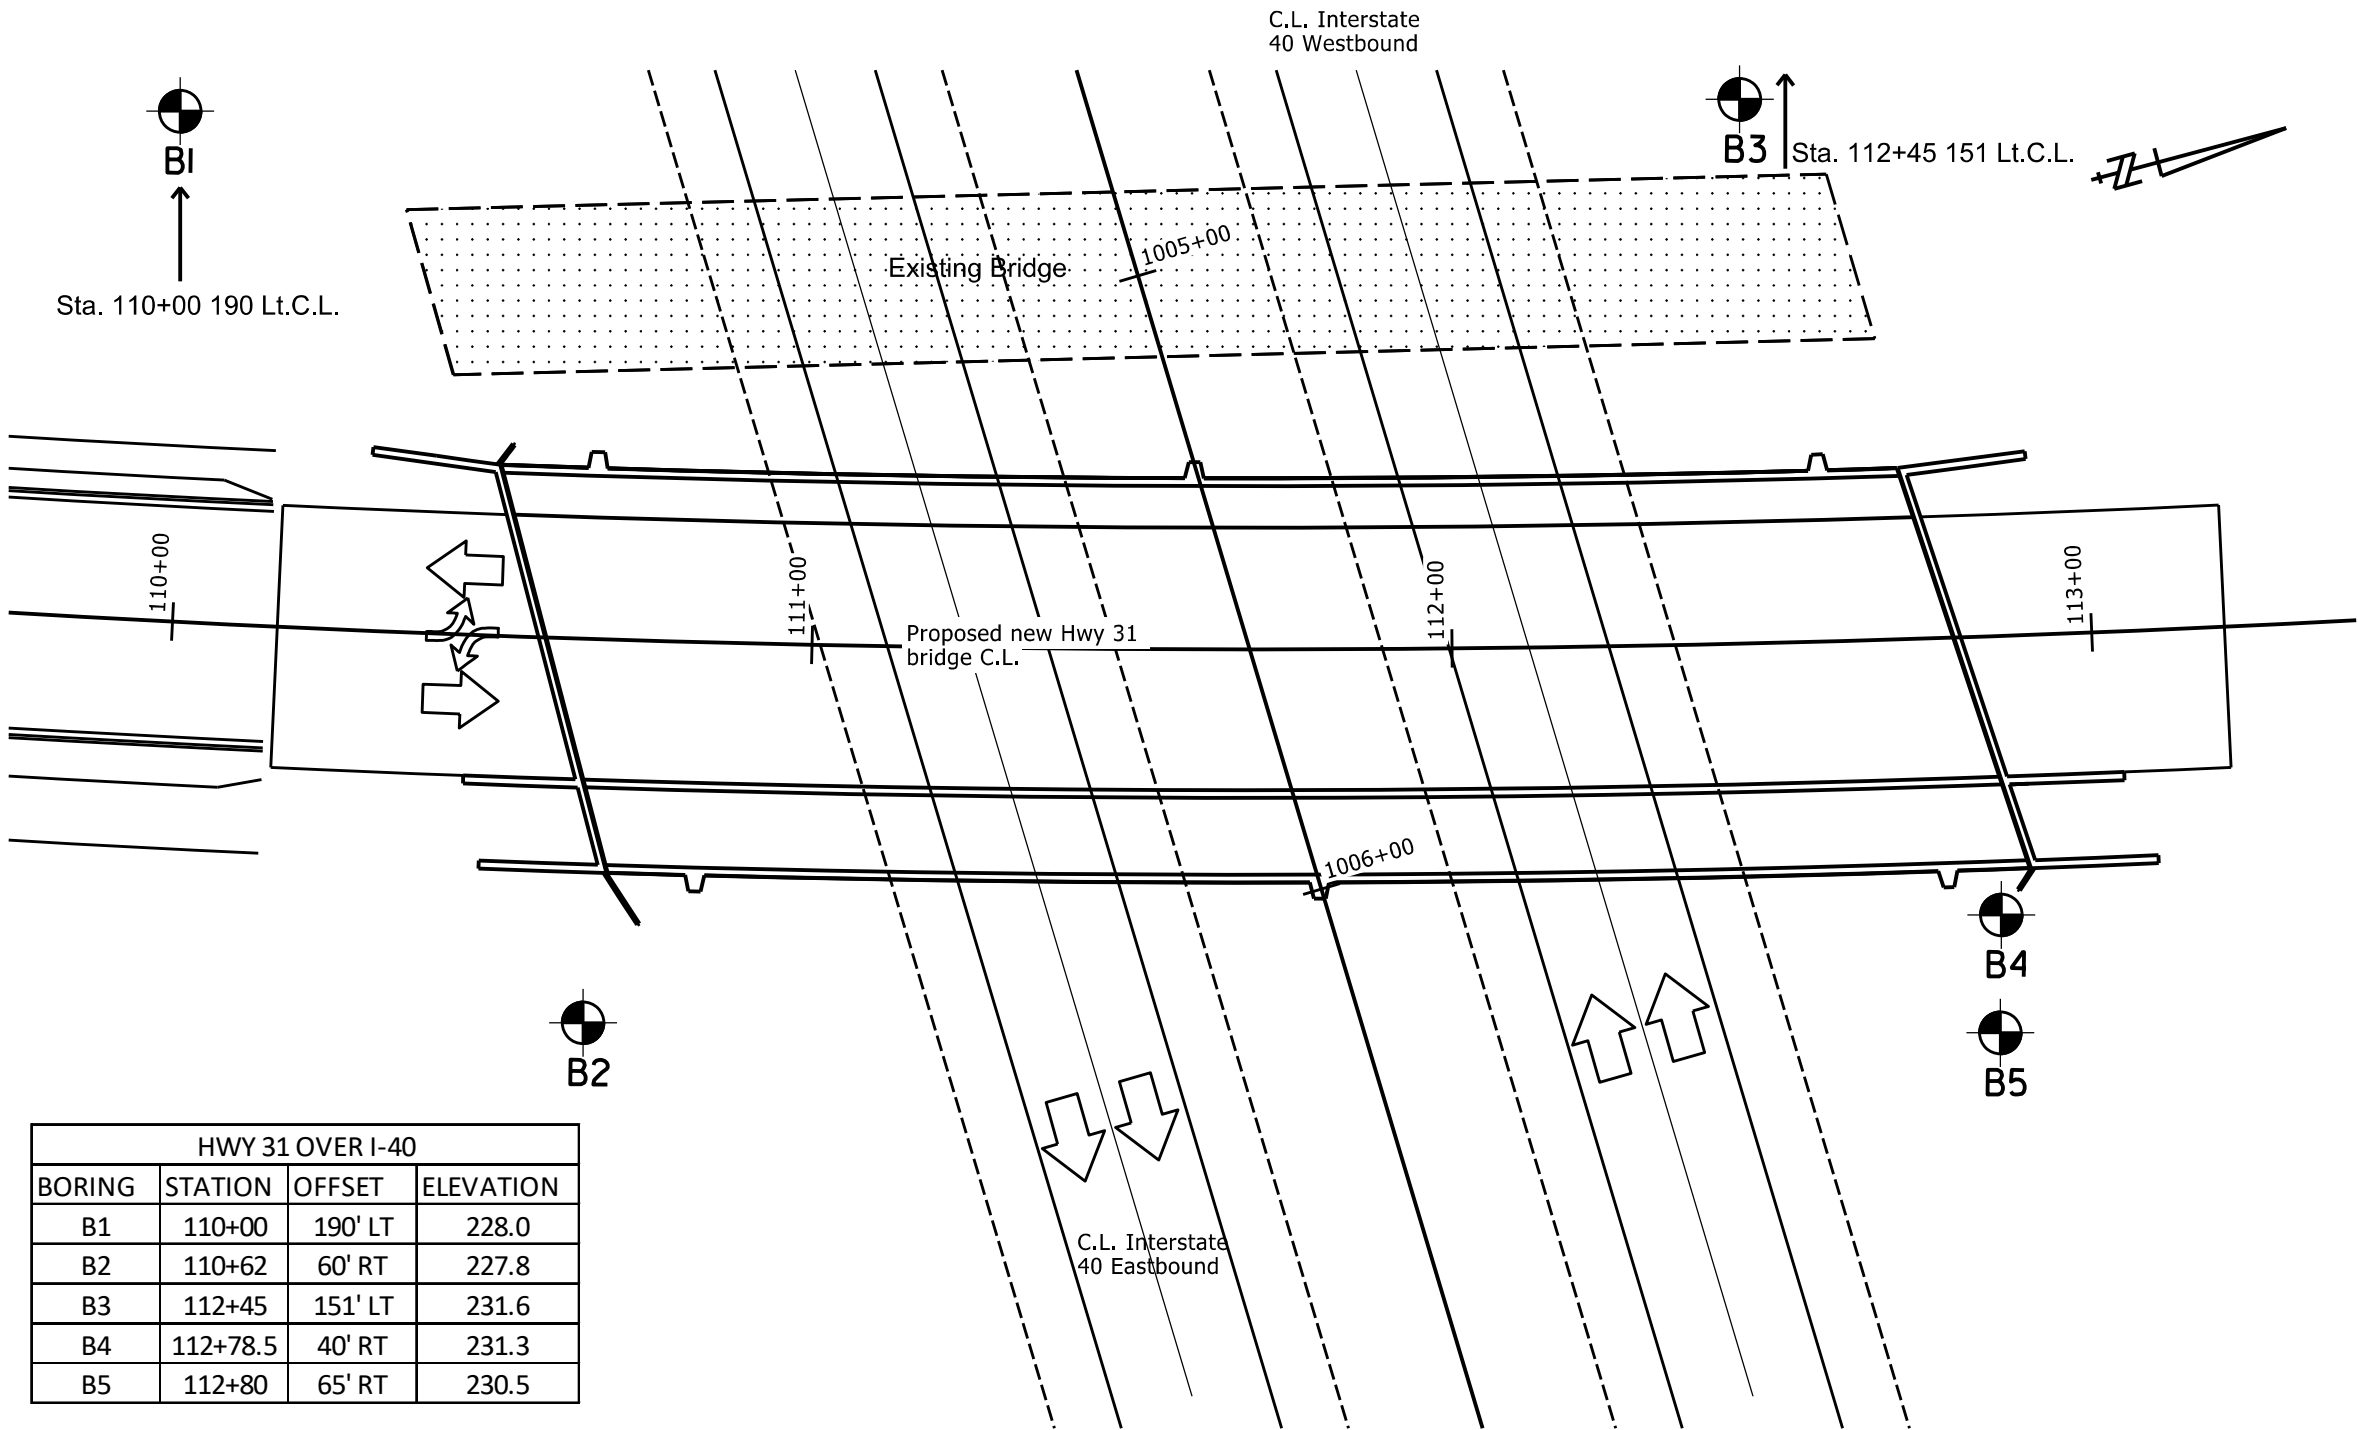 C.L. Interstate
40 Westbound
B1
B3
Sta. 112+45 151 Lt.C.L.
N
Sta. 110+00 190 Lt.C.L.
Existing Bridge
1005+00
110+00
111+00
112+00
113+00
Proposed new Hwy 31
bridge C.L.
1006+00
B4
B2
B5
C.L. Interstate
40 Eastbound
HWY 31 OVER I-40
BORING STATION OFFSET ELEVATION
B1 110+00 190' LT 228.0
B2 110+62 60' RT 227.8
B3 112+45 151' LT 231.6
B4 112+78.5 40' RT 231.3
B5 112+80 65' RT 230.5